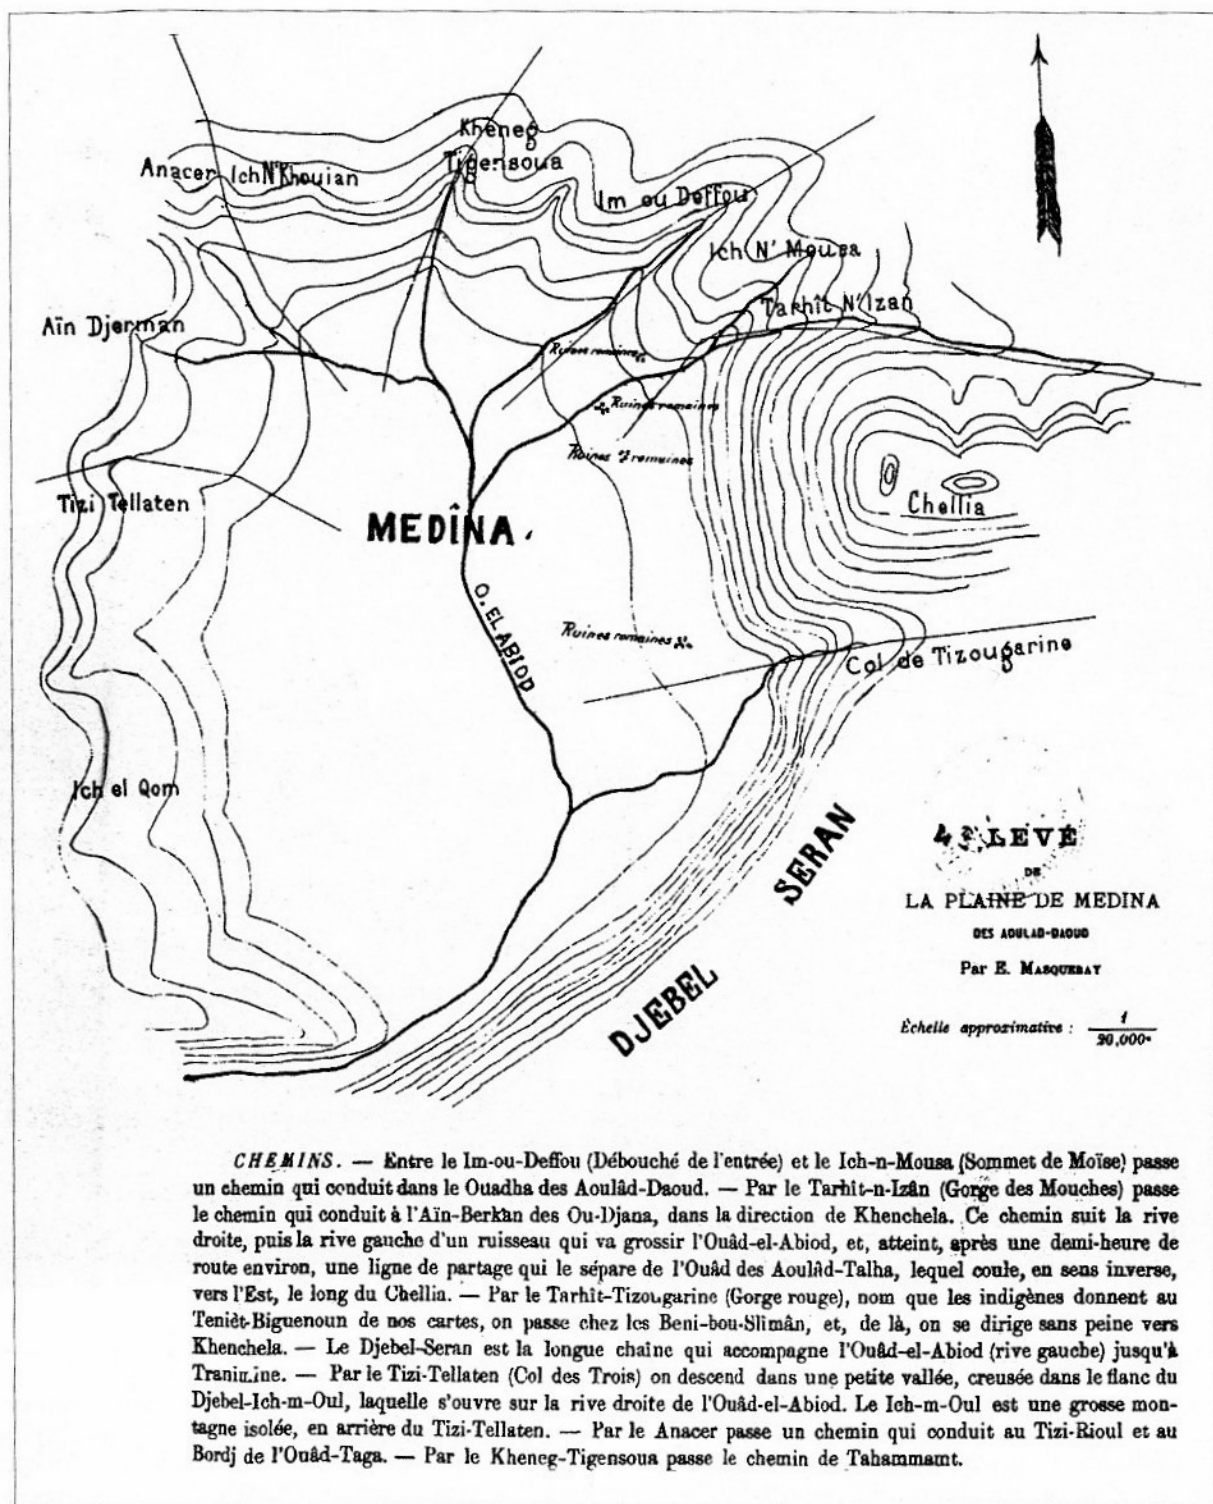 Kheneg
Tigensoua
Anacer Ich N'Khouian
Im ou Deffou
Ich N' Mousa
Tarhît N'Izan
Aïn Djerman
Ruines romaines
Ruines romaines
Ruines romaines
Chellia
Tizi Tellaten
MEDÎNA
O. EL ABIOD
Ruines romaines
Col de Tizougarine
Ich el Qom
SERAN
DJEBEL
LEVÉ
DE
LA PLAINE DE MEDINA
DES AOULAD-DAOUD
Par E. MASQUERAY
Échelle approximative : 1
20,000e
CHEMINS. — Entre le Im-ou-Deffou (Débouché de l'entrée) et le Ich-n-Mousa (Sommet de Moïse) passe
un chemin qui conduit dans le Ouadha des Aoulâd-Daoud. — Par le Tarhît-n-Izân (Gorge des Mouches) passe
le chemin qui conduit à l'Aïn-Berkân des Ou-Djana, dans la direction de Khenchela. Ce chemin suit la rive
droite, puis la rive gauche d'un ruisseau qui va grossir l'Ouâd-el-Abiod, et, atteint, après une demi-heure de
route environ, une ligne de partage qui le sépare de l'Ouâd des Aoulâd-Talha, lequel coule, en sens inverse,
vers l'Est, le long du Chellia. — Par le Tarhît-Tizougarine (Gorge rouge), nom que les indigènes donnent au
Tenièt-Biguenoun de nos cartes, on passe chez les Beni-bou-Slimân, et, de là, on se dirige sans peine vers
Khenchela. — Le Djebel-Seran est la longue chaîne qui accompagne l'Ouâd-el-Abiod (rive gauche) jusqu'à
Tranimine. — Par le Tizi-Tellaten (Col des Trois) on descend dans une petite vallée, creusée dans le flanc du
Djebel-Ich-m-Oul, laquelle s'ouvre sur la rive droite de l'Ouâd-el-Abiod. Le Ich-m-Oul est une grosse mon-
tagne isolée, en arrière du Tizi-Tellaten. — Par le Anacer passe un chemin qui conduit au Tizi-Rioul et au
Bordj de l'Ouâd-Taga. — Par le Kheneg-Tigensoua passe le chemin de Tahammamt.